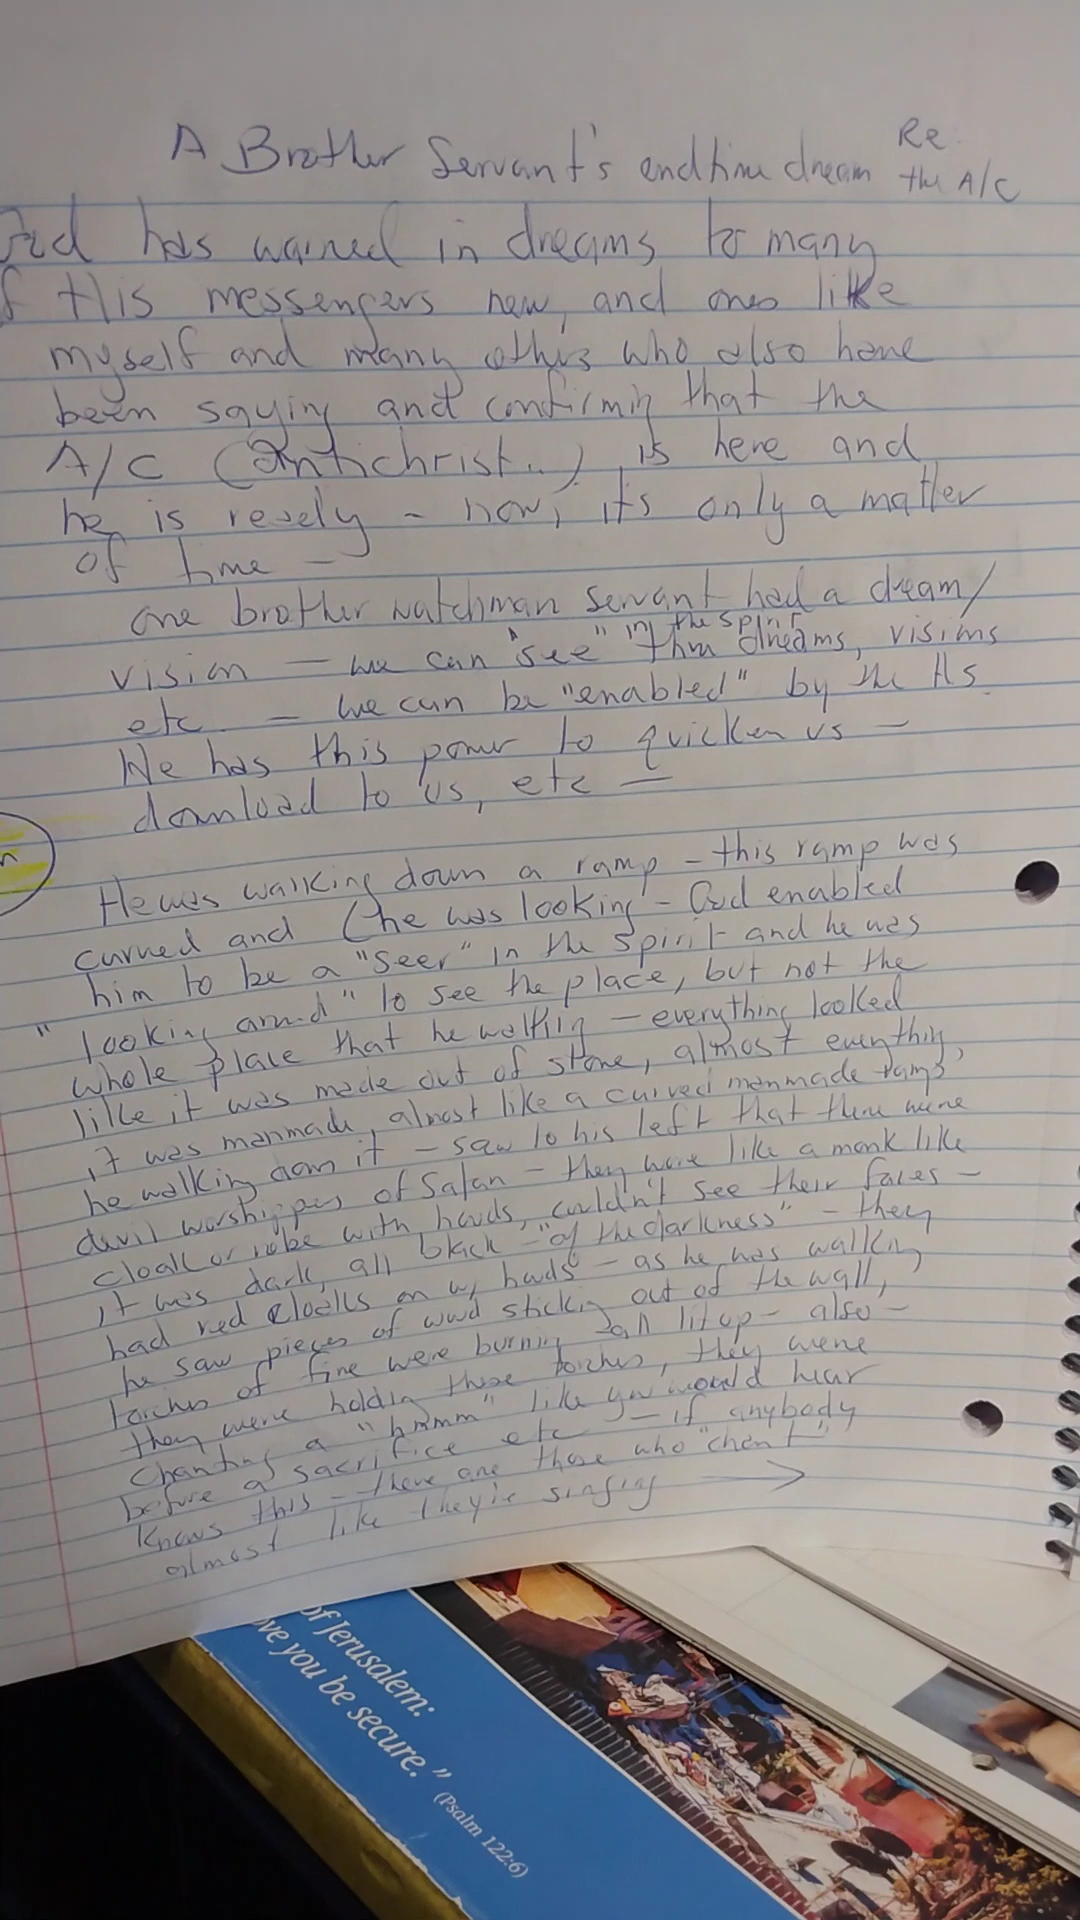 A Brother Servant's endtime dream Re. the A/C
God has warned in dreams to many
of His messengers now, and ones like
myself and many others who also have
been saying and confirming that the
A/C (Antichrist..), is here and
he is ready - now, it's only a matter
of time —
one brother watchman servant had a dream/
vision — we can "see" in the spirit thru dreams, visions
etc — we can be "enabled" by the HS.
He has this power to quicken us —
download to us, etc —
He was walking down a ramp - this ramp was
curved and (he was looking - God enabled
him to be a "seer" in the spirit and he was
"looking around" to see the place, but not the
whole place that he walking — everything looked
like it was made out of stone, almost everything,
it was manmade, almost like a curved manmade ramp
he walking down it - saw to his left that there were
devil worshippers of Satan - they were like a monk like
cloak or robe with hoods, couldn't see their faces -
it was dark, all black - "of the darkness" - they
had red cloaks on w/ hoods - as he was walking,
he saw pieces of wood sticking out of the wall,
torches of fire were burning all lit up - also -
they were holding these torches, they were
chanting a "hmmm" like you would hear
before a sacrifice etc — if anybody
knows this - there are those who "chant",
almost like they're singing →
of Jerusalem:
ve you be secure."
(Psalm 122:6)